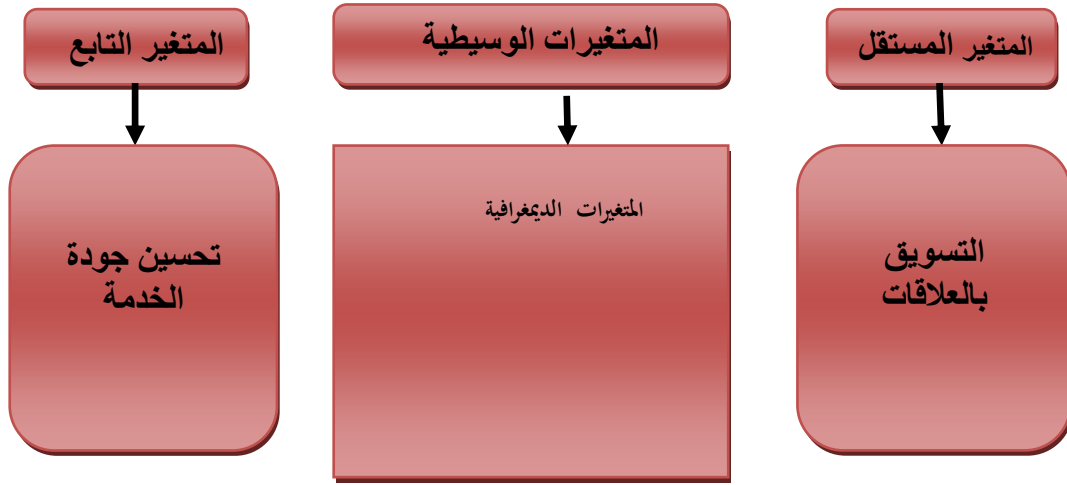 المتغير المستقل
المتغيرات الوسيطية
المتغير التابع
التسويق
بالعلاقات
المتغيرات الديمغرافية
تحسين جودة
الخدمة